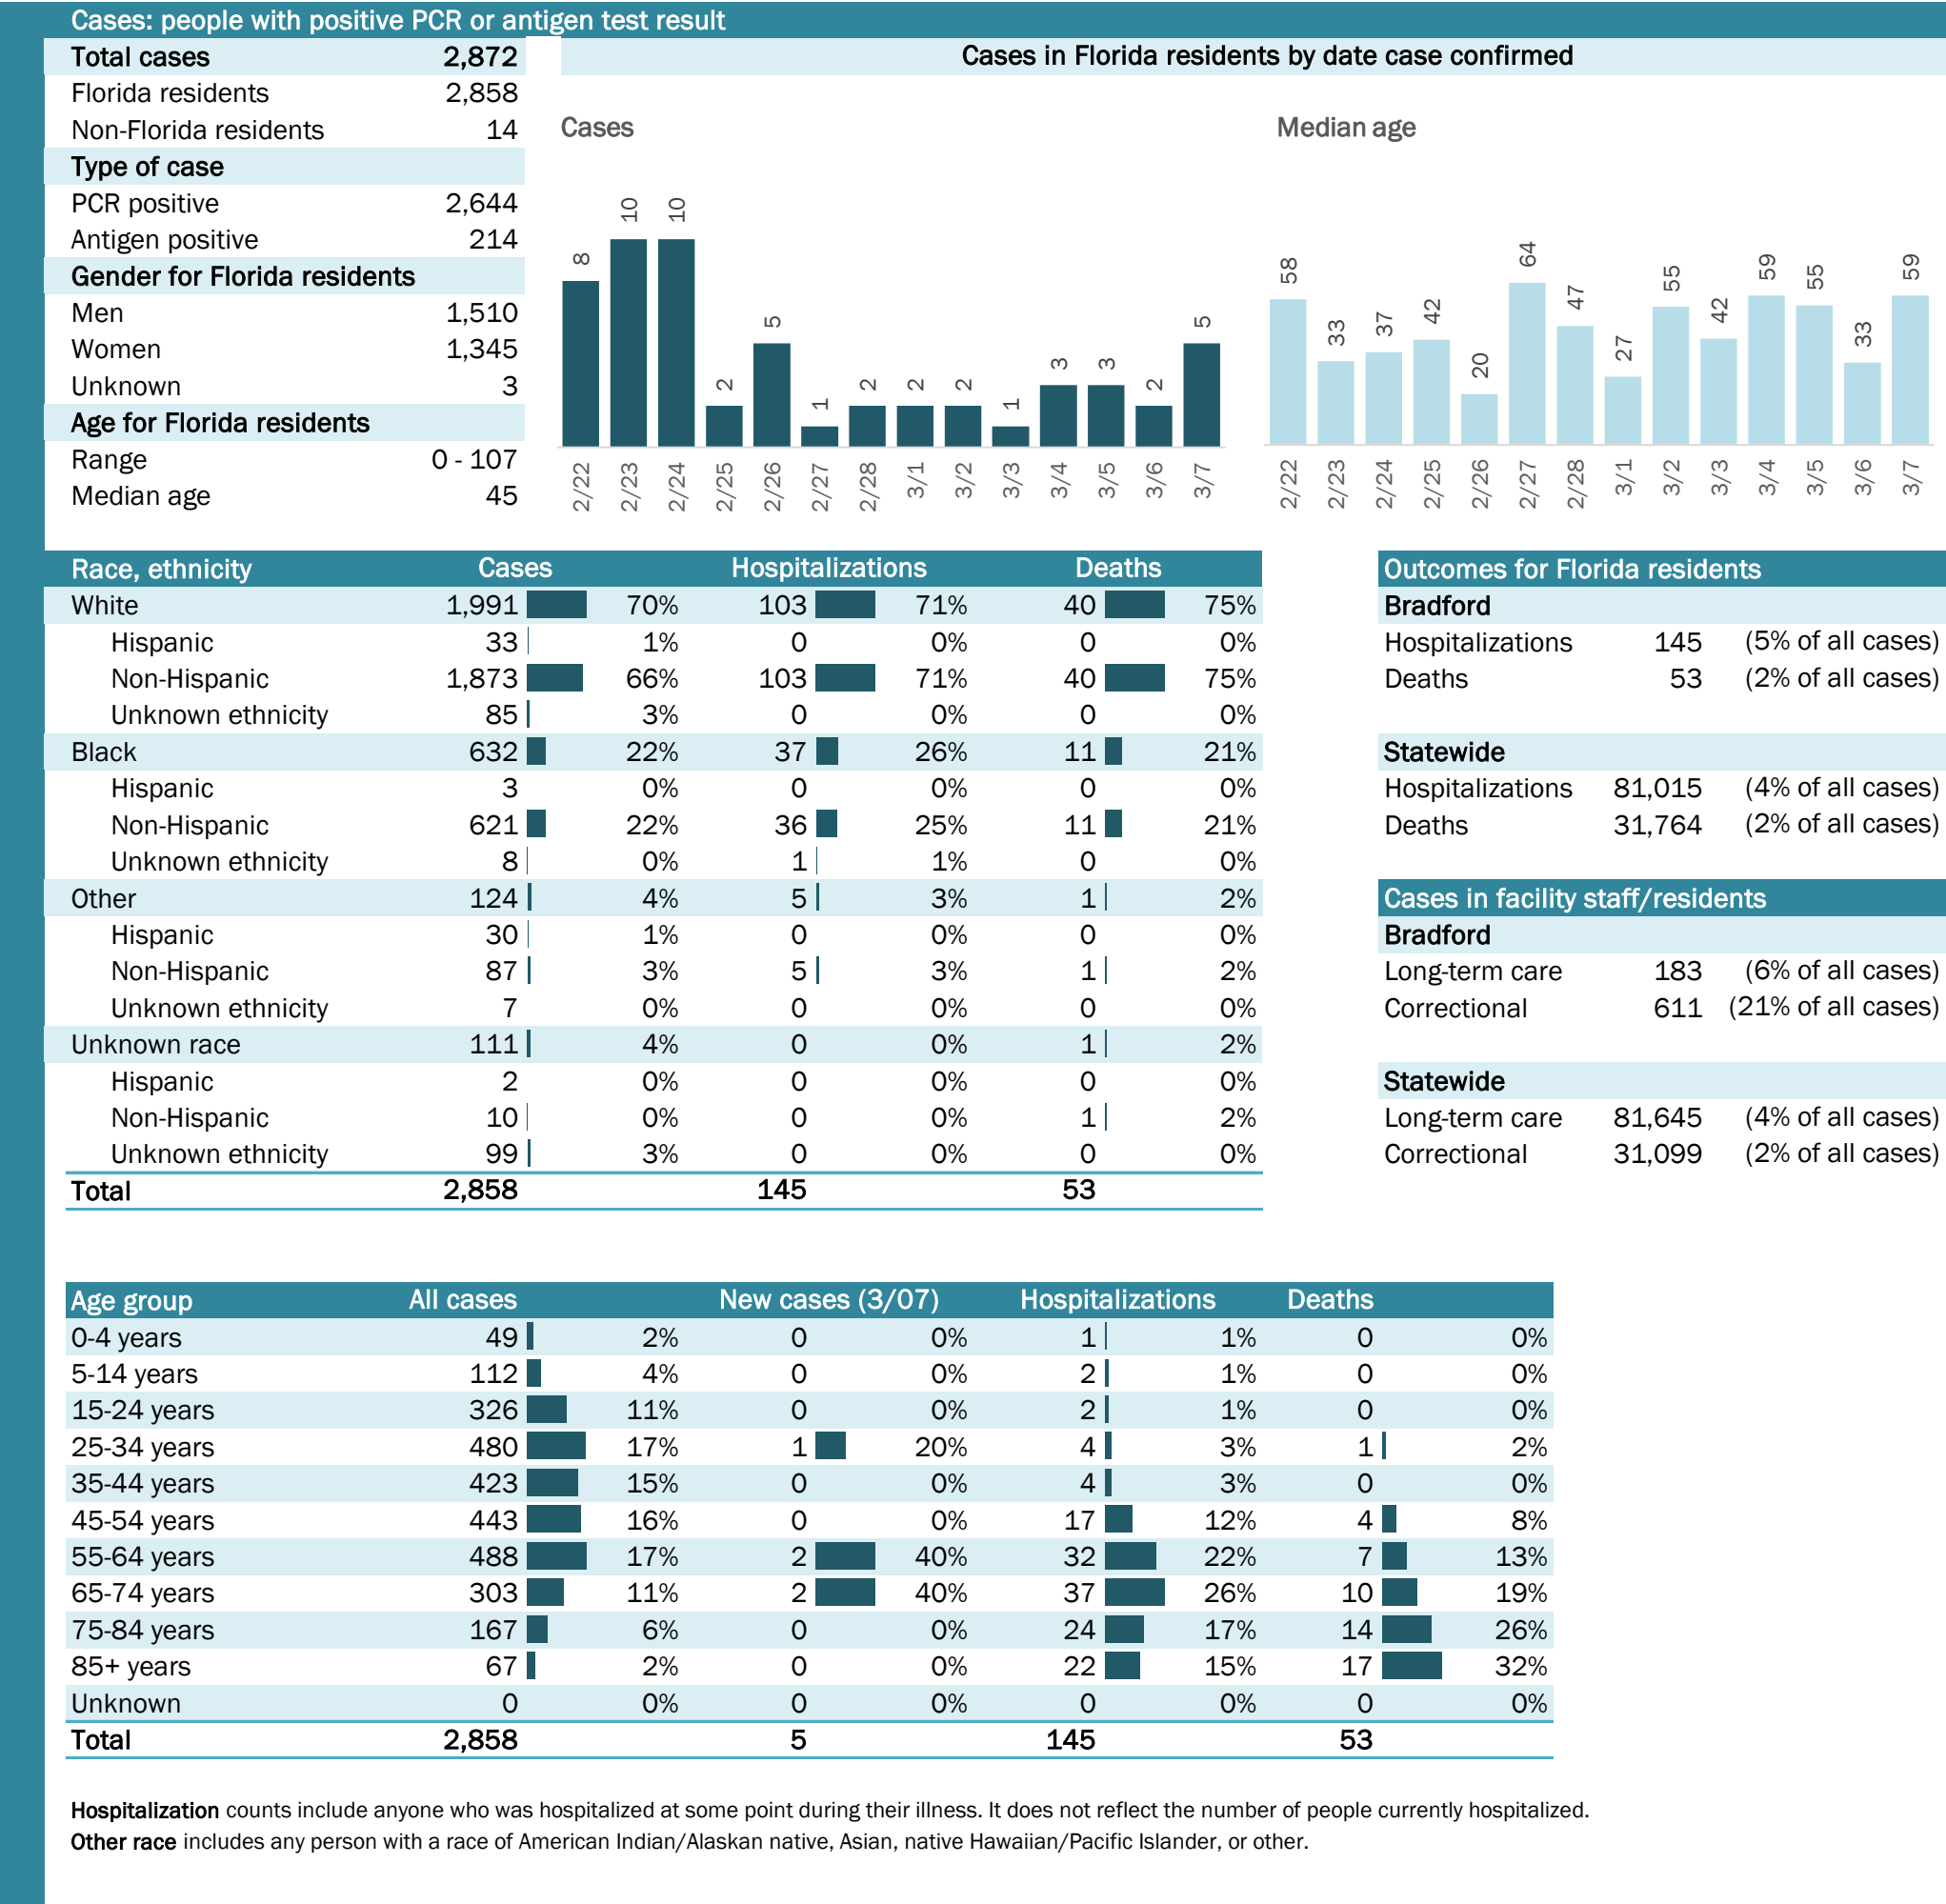 Cases: people with positive PCR or antigen test result
Total cases 2,872
Florida residents 2,858
Non-Florida residents 14
Type of case
PCR positive 2,644
Antigen positive 214
Gender for Florida residents
Men 1,510
Women 1,345
Unknown 3
Age for Florida residents
Range 0 - 107
Median age 45
Cases in Florida residents by date case confirmed
Cases
8 10 10 2 5 1 2 2 2 1 3 3 2 5
2/22 2/23 2/24 2/25 2/26 2/27 2/28 3/1 3/2 3/3 3/4 3/5 3/6 3/7
Median age
58 33 37 42 20 64 47 27 55 42 59 55 33 59
2/22 2/23 2/24 2/25 2/26 2/27 2/28 3/1 3/2 3/3 3/4 3/5 3/6 3/7
Race, ethnicity Cases Hospitalizations Deaths
White 1,991 70% 103 71% 40 75%
Hispanic 33 1% 0 0% 0 0%
Non-Hispanic 1,873 66% 103 71% 40 75%
Unknown ethnicity 85 3% 0 0% 0 0%
Black 632 22% 37 26% 11 21%
Hispanic 3 0% 0 0% 0 0%
Non-Hispanic 621 22% 36 25% 11 21%
Unknown ethnicity 8 0% 1 1% 0 0%
Other 124 4% 5 3% 1 2%
Hispanic 30 1% 0 0% 0 0%
Non-Hispanic 87 3% 5 3% 1 2%
Unknown ethnicity 7 0% 0 0% 0 0%
Unknown race 111 4% 0 0% 1 2%
Hispanic 2 0% 0 0% 0 0%
Non-Hispanic 10 0% 0 0% 1 2%
Unknown ethnicity 99 3% 0 0% 0 0%
Total 2,858 145 53
Outcomes for Florida residents
Bradford
Hospitalizations 145 (5% of all cases)
Deaths 53 (2% of all cases)
Statewide
Hospitalizations 81,015 (4% of all cases)
Deaths 31,764 (2% of all cases)
Cases in facility staff/residents
Bradford
Long-term care 183 (6% of all cases)
Correctional 611 (21% of all cases)
Statewide
Long-term care 81,645 (4% of all cases)
Correctional 31,099 (2% of all cases)
Age group All cases New cases (3/07) Hospitalizations Deaths
0-4 years 49 2% 0 0% 1 1% 0 0%
5-14 years 112 4% 0 0% 2 1% 0 0%
15-24 years 326 11% 0 0% 2 1% 0 0%
25-34 years 480 17% 1 20% 4 3% 1 2%
35-44 years 423 15% 0 0% 4 3% 0 0%
45-54 years 443 16% 0 0% 17 12% 4 8%
55-64 years 488 17% 2 40% 32 22% 7 13%
65-74 years 303 11% 2 40% 37 26% 10 19%
75-84 years 167 6% 0 0% 24 17% 14 26%
85+ years 67 2% 0 0% 22 15% 17 32%
Unknown 0 0% 0 0% 0 0% 0 0%
Total 2,858 5 145 53
Hospitalization counts include anyone who was hospitalized at some point during their illness. It does not reflect the number of people currently hospitalized.
Other race includes any person with a race of American Indian/Alaskan native, Asian, native Hawaiian/Pacific Islander, or other.